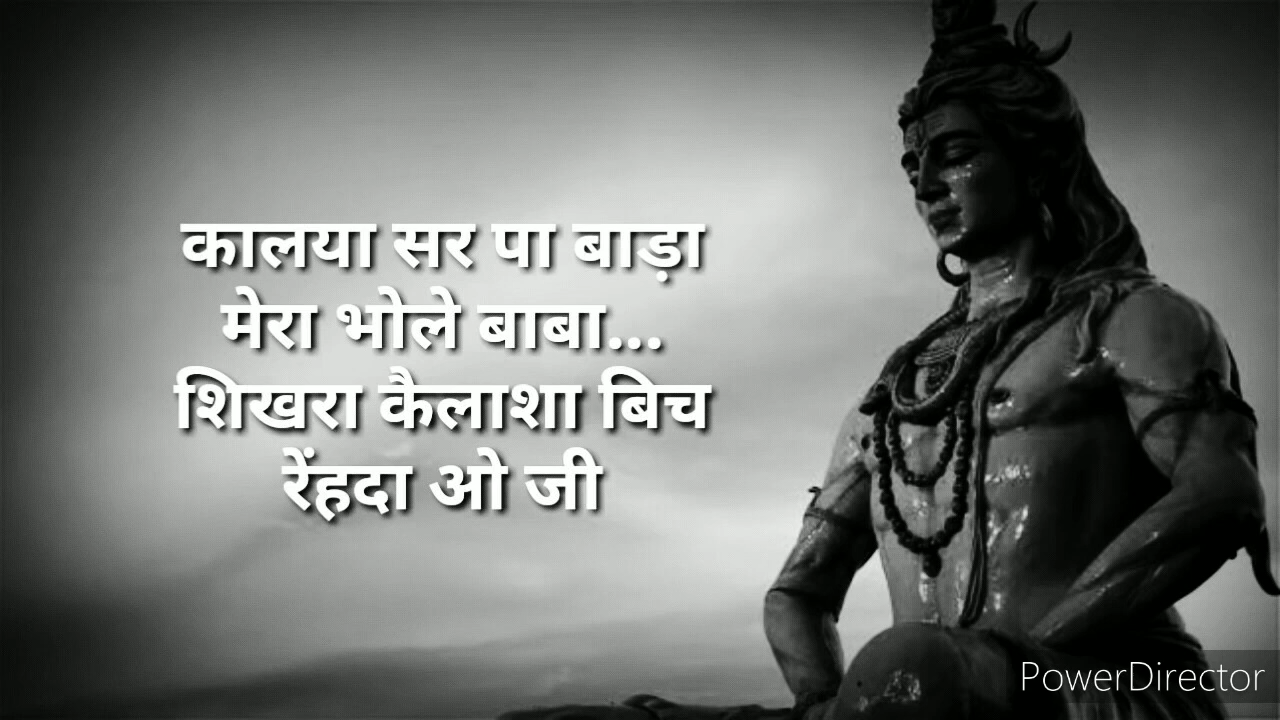 कालया सर पा बाड़ा
मेरा भोले बाबा...
शिखरा कैलाशा बिच
रेंहदा ओ जी
PowerDirector